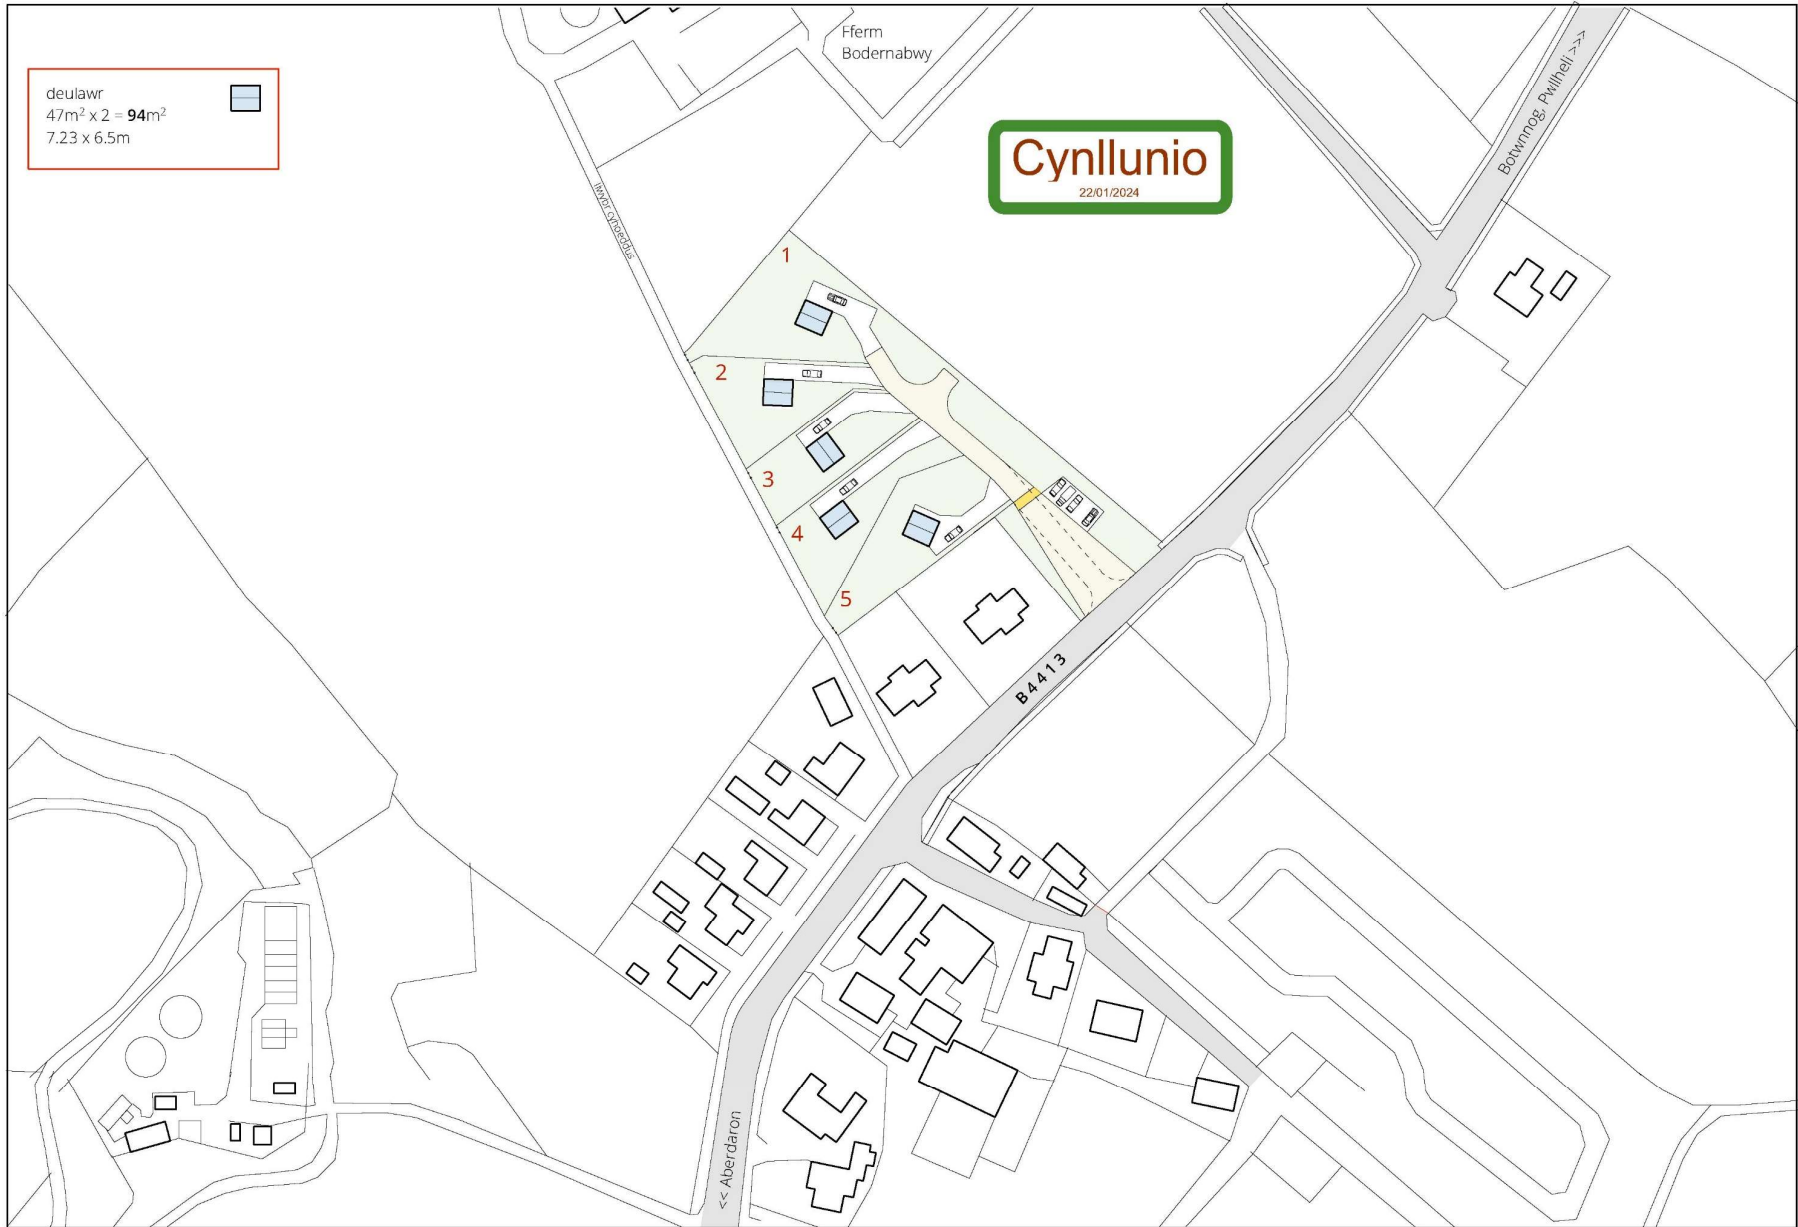 deulawr
47m² x 2 = 94m²
7.23 x 6.5m
Fferm
Bodernabwy
Cynllunio
22/01/2024
Botwnnog, Pwllheli >>>
llwybr cyhoeddus
1
2
3
4
5
B4413
<< Aberdaron